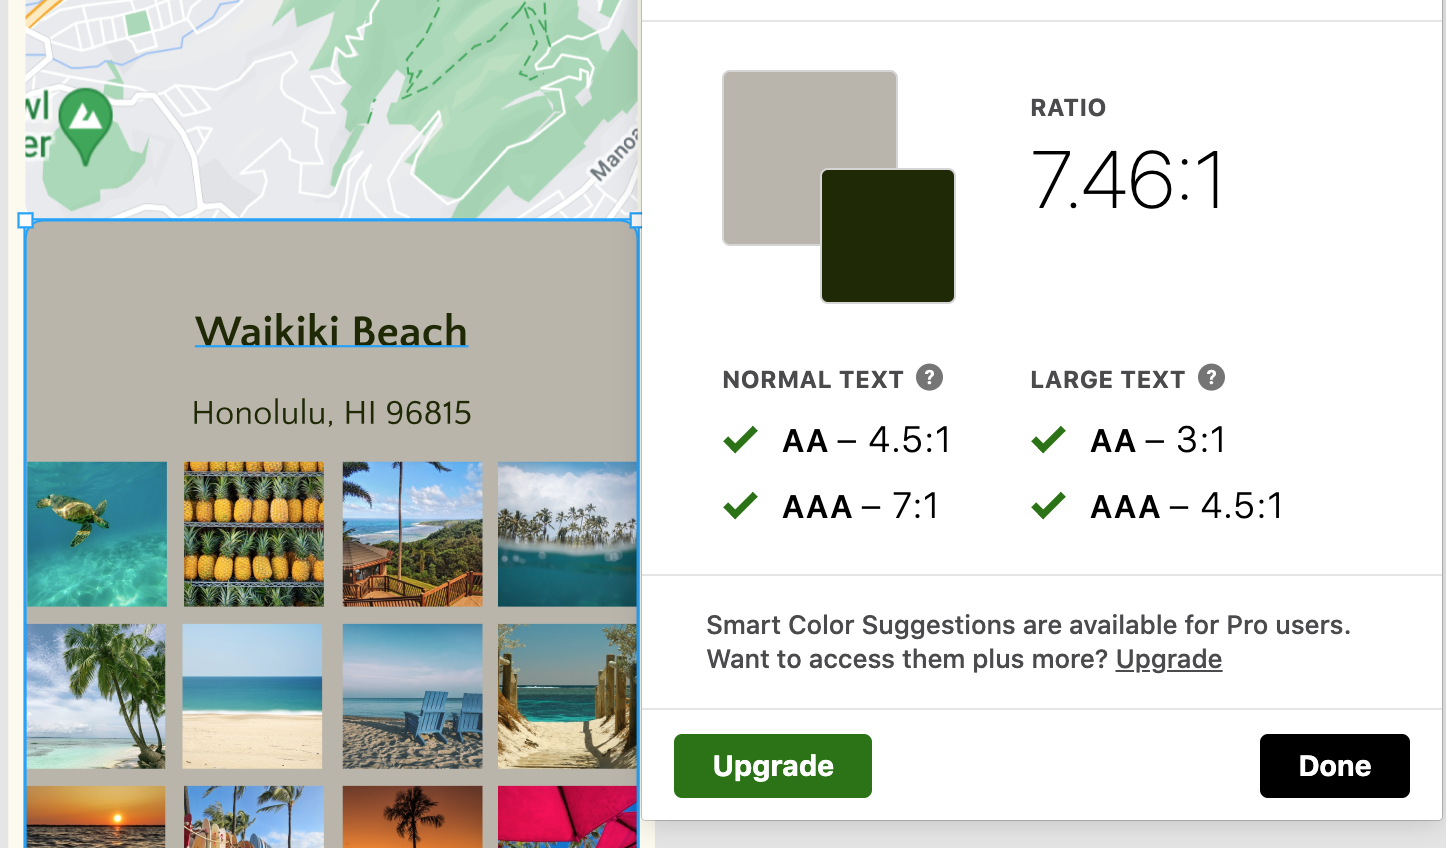 wl
er
Manoa
Waikiki Beach
Honolulu, HI 96815
RATIO
7.46:1
NORMAL TEXT ?
AA – 4.5:1
AAA – 7:1
LARGE TEXT ?
AA – 3:1
AAA – 4.5:1
Smart Color Suggestions are available for Pro users.
Want to access them plus more? Upgrade
Upgrade
Done